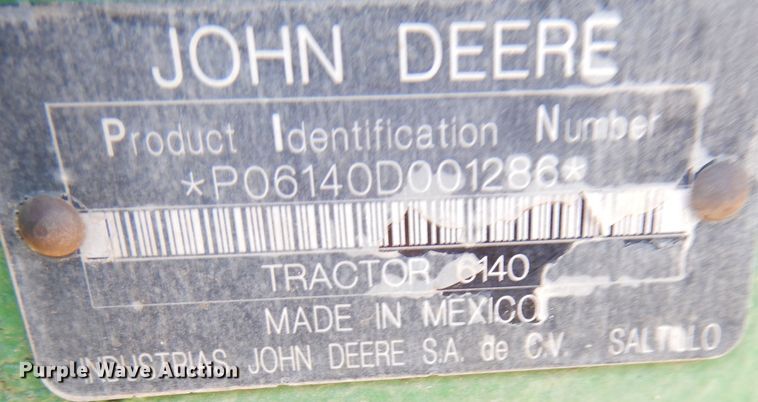 JOHN DEERE
Product Identification Number
*P06140D001286*
TRACTOR 6140
MADE IN MEXICO
INDUSTRIAS JOHN DEERE S.A. de C.V. - SALTILLO
Purple Wave Auction